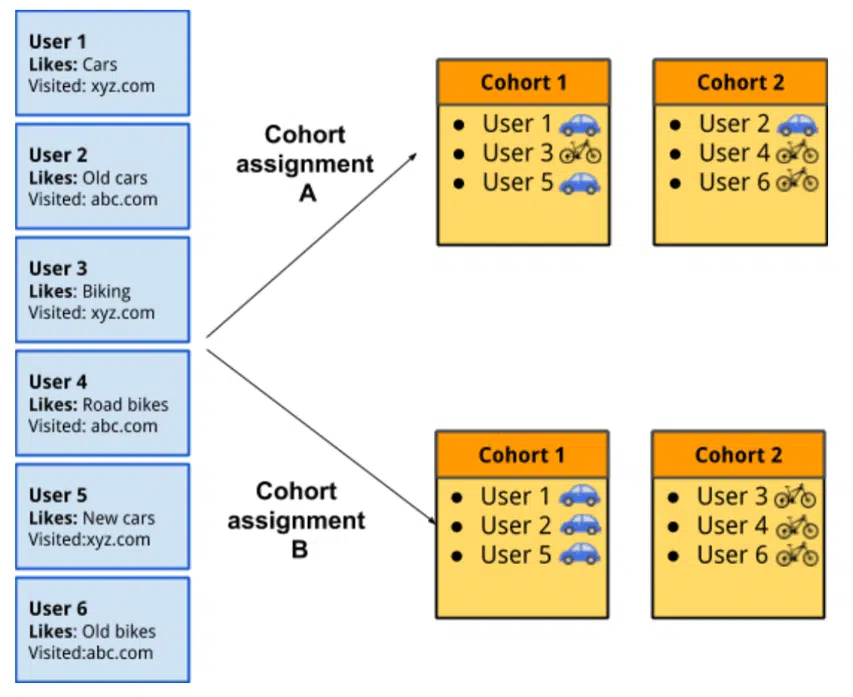 User 1
Likes: Cars
Visited: xyz.com
User 2
Likes: Old cars
Visited: abc.com
User 3
Likes: Biking
Visited: xyz.com
User 4
Likes: Road bikes
Visited: abc.com
User 5
Likes: New cars
Visited:xyz.com
User 6
Likes: Old bikes
Visited:abc.com
Cohort
assignment
A
Cohort 1
• User 1
• User 3
• User 5
Cohort 2
• User 2
• User 4
• User 6
Cohort
assignment
B
Cohort 1
• User 1
• User 2
• User 5
Cohort 2
• User 3
• User 4
• User 6